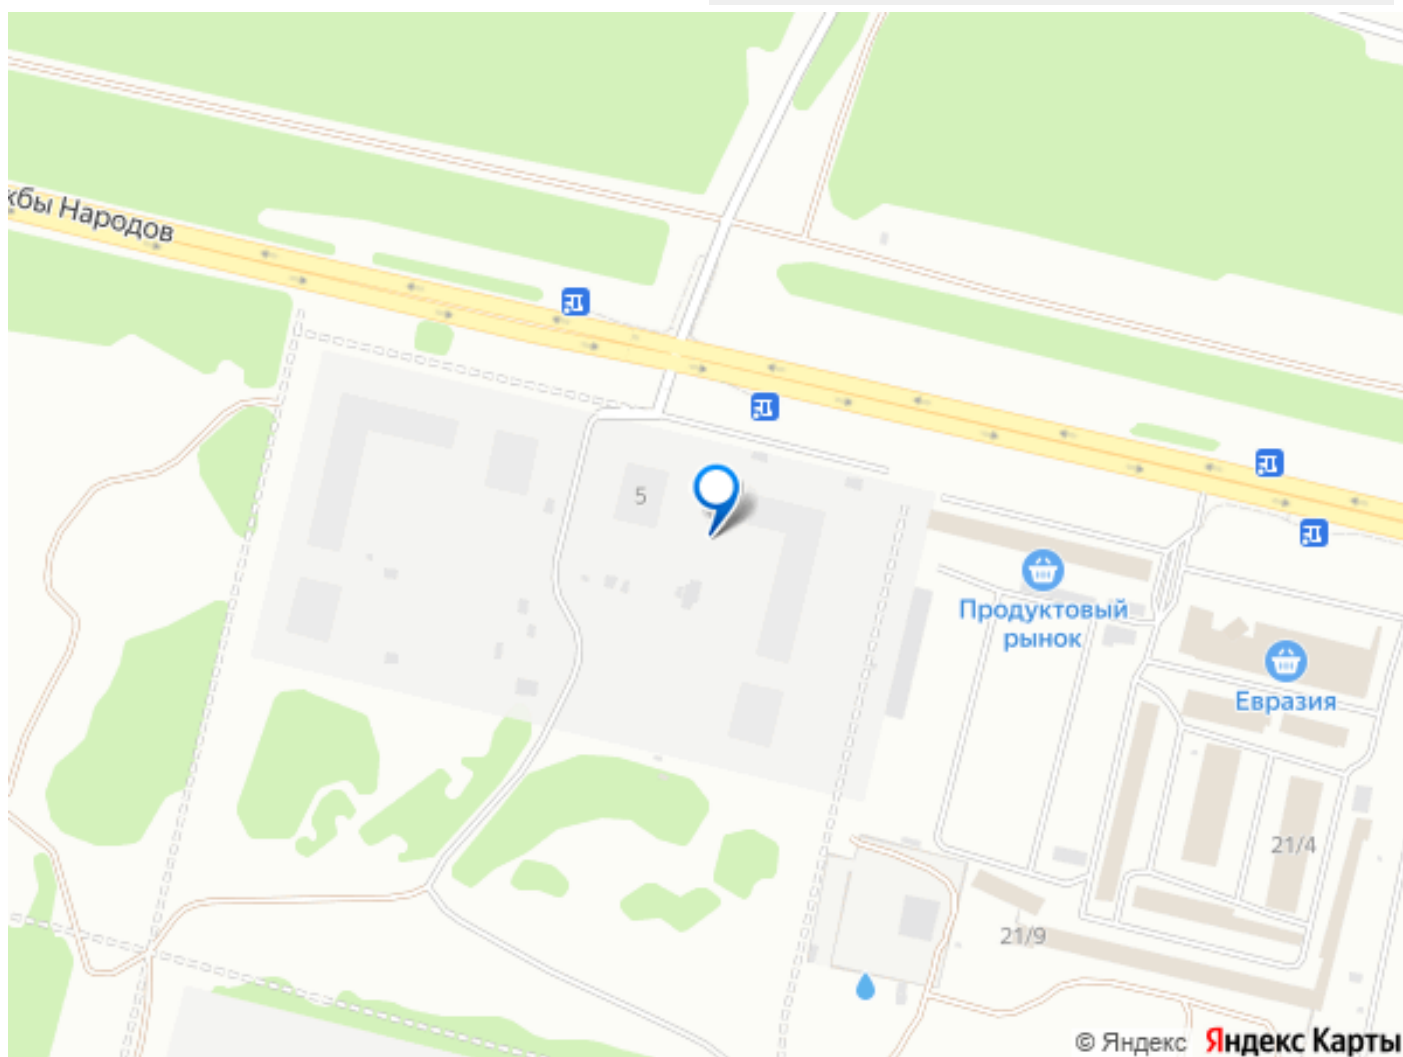 жбы Народов
5
Продуктовый
рынок
Евразия
21/4
21/9
© Яндекс Яндекс Карты